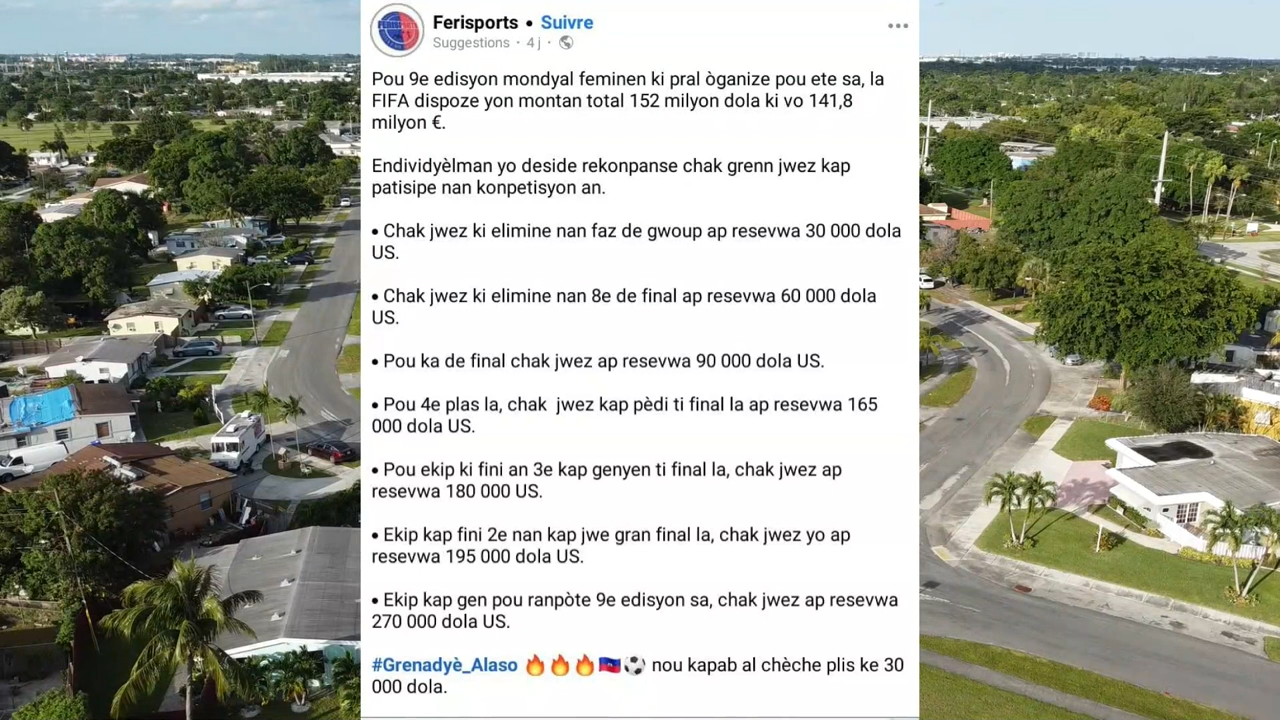 Ferisports • Suivre
Suggestions · 4 j ·
Pou 9e edisyon mondyal feminen ki pral òganize pou ete sa, la
FIFA dispoze yon montan total 152 milyon dola ki vo 141,8
milyon €.
Endividyèlman yo deside rekonpanse chak grenn jwez kap
patisipe nan konpetisyon an.
• Chak jwez ki elimine nan faz de gwoup ap resevwa 30 000 dola
US.
• Chak jwez ki elimine nan 8e de final ap resevwa 60 000 dola
US.
• Pou ka de final chak jwez ap resevwa 90 000 dola US.
• Pou 4e plas la, chak jwez kap pèdi ti final la ap resevwa 165
000 dola US.
• Pou ekip ki fini an 3e kap genyen ti final la, chak jwez ap
resevwa 180 000 US.
• Ekip kap fini 2e nan kap jwe gran final la, chak jwez yo ap
resevwa 195 000 dola US.
• Ekip kap gen pou ranpòte 9e edisyon sa, chak jwez ap resevwa
270 000 dola US.
#Grenadyè_Alaso 🔥🔥🔥🇭🇹⚽ nou kapab al chèche plis ke 30
000 dola.